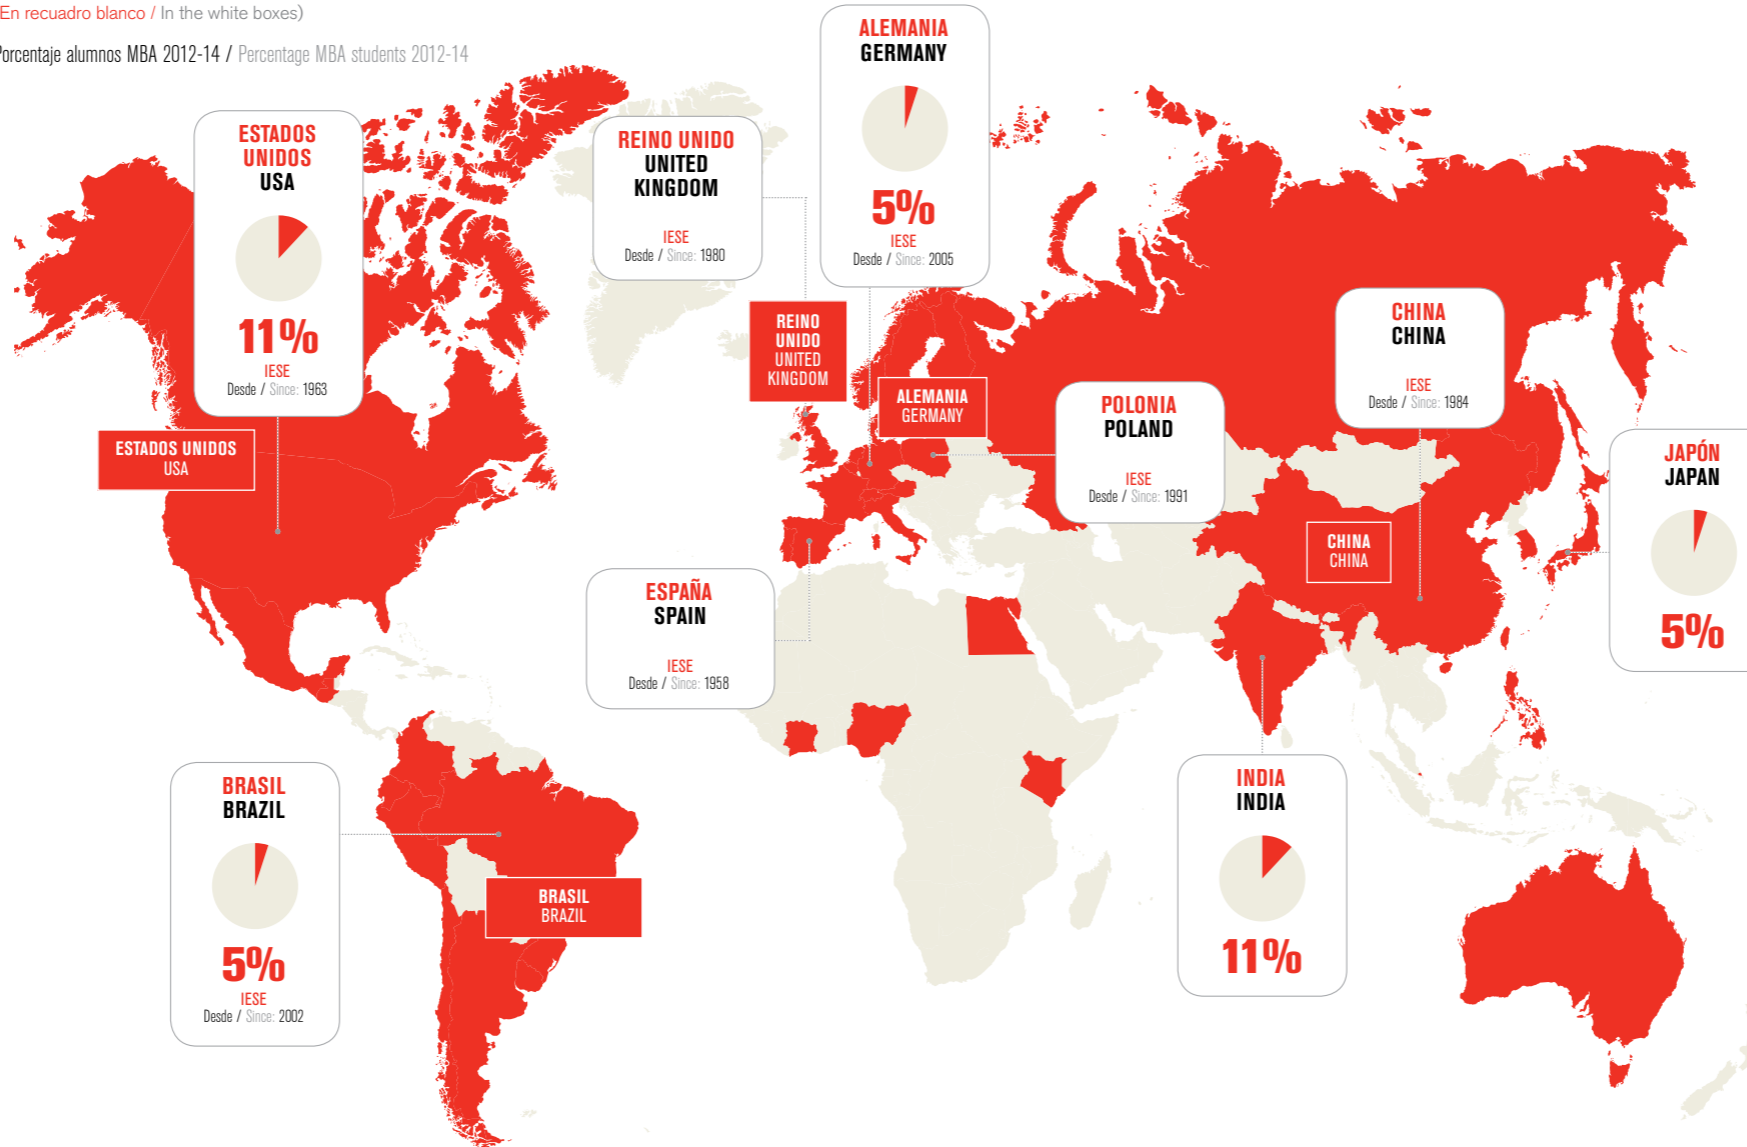 En recuadro blanco / In the white boxes)
Porcentaje alumnos MBA 2012-14 / Percentage MBA students 2012-14
ALEMANIA
GERMANY
5%
IESE
Desde / Since: 2005
ESTADOS
UNIDOS
USA
11%
IESE
Desde / Since: 1963
REINO UNIDO
UNITED
KINGDOM
IESE
Desde / Since: 1980
REINO
UNIDO
UNITED
KINGDOM
ALEMANIA
GERMANY
POLONIA
POLAND
IESE
Desde / Since: 1991
CHINA
CHINA
IESE
Desde / Since: 1984
JAPÓN
JAPAN
5%
ESTADOS UNIDOS
USA
CHINA
CHINA
ESPAÑA
SPAIN
IESE
Desde / Since: 1958
BRASIL
BRAZIL
5%
IESE
Desde / Since: 2002
BRASIL
BRAZIL
INDIA
INDIA
11%